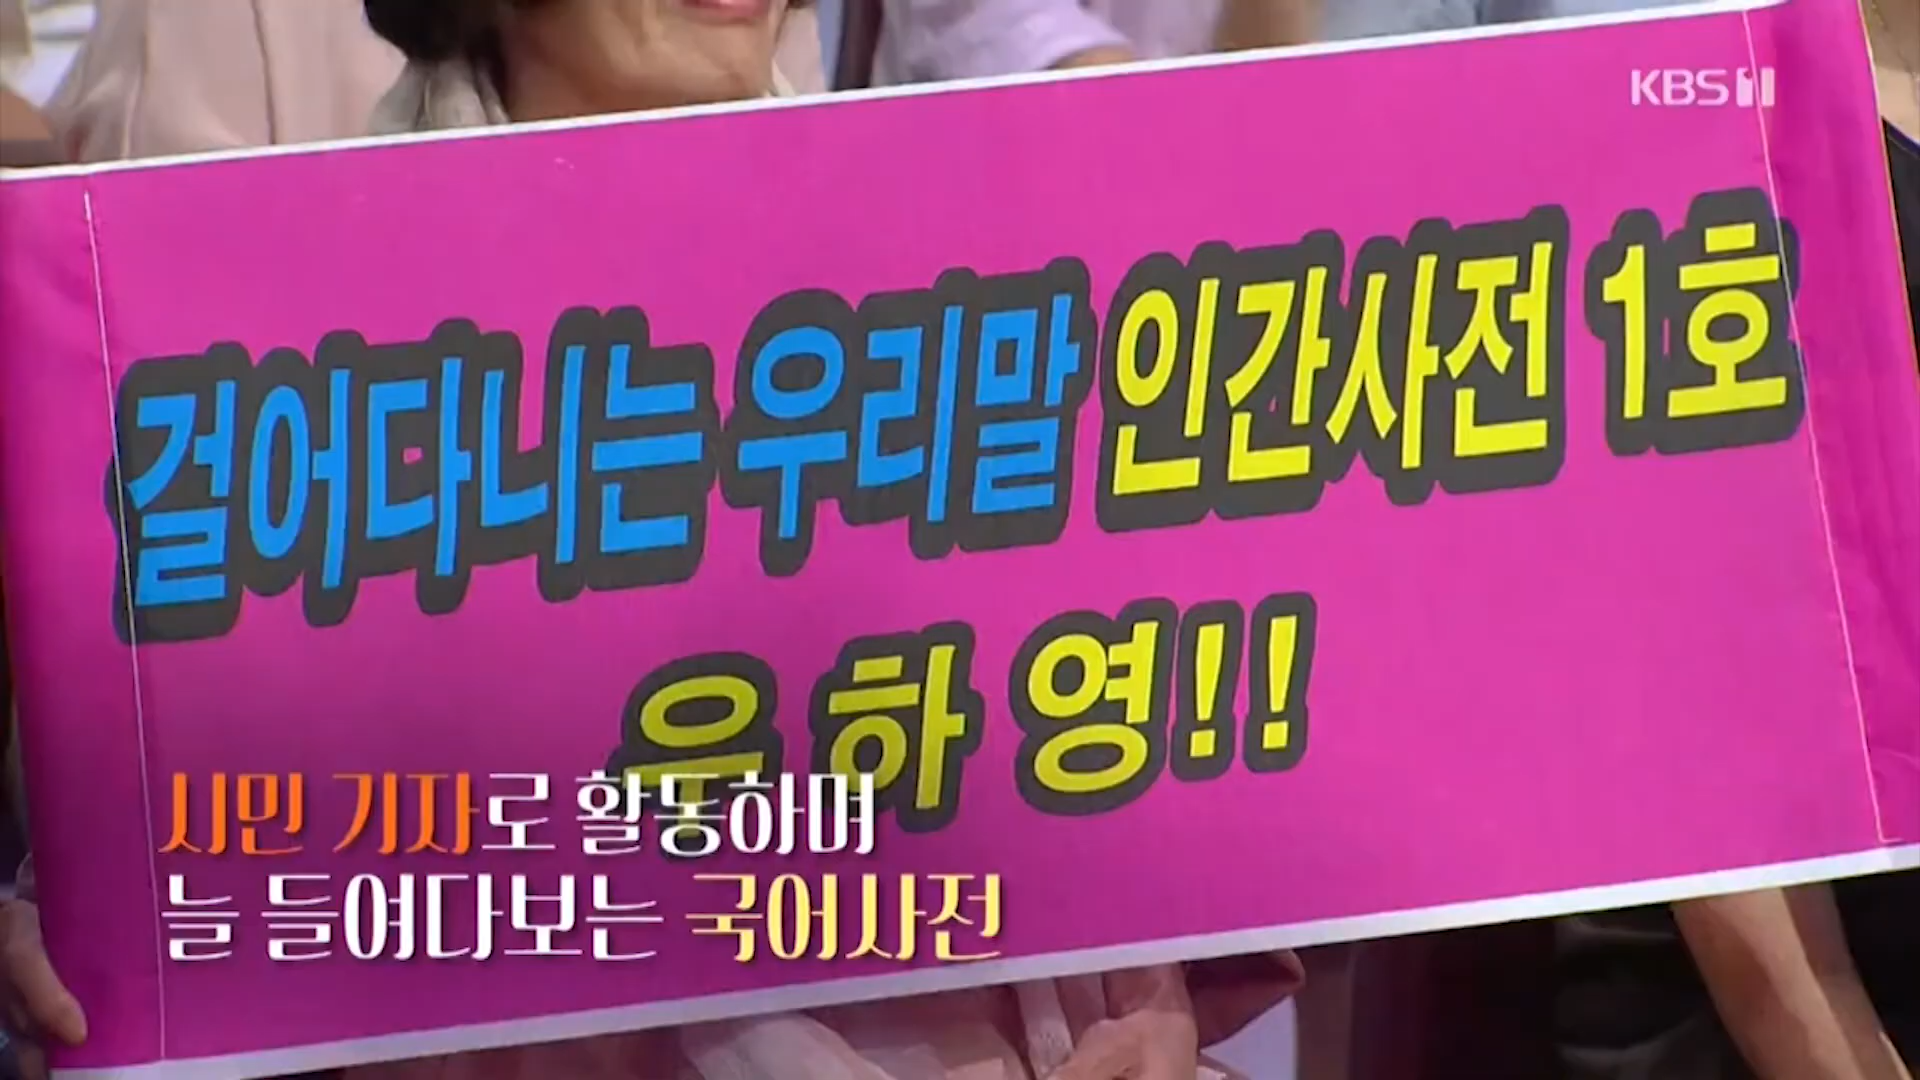 KBS 1
걸어다니는 우리말 인간사전 1호
우하영!!
시민 기자로 활동하며
늘 들여다보는 국어사전